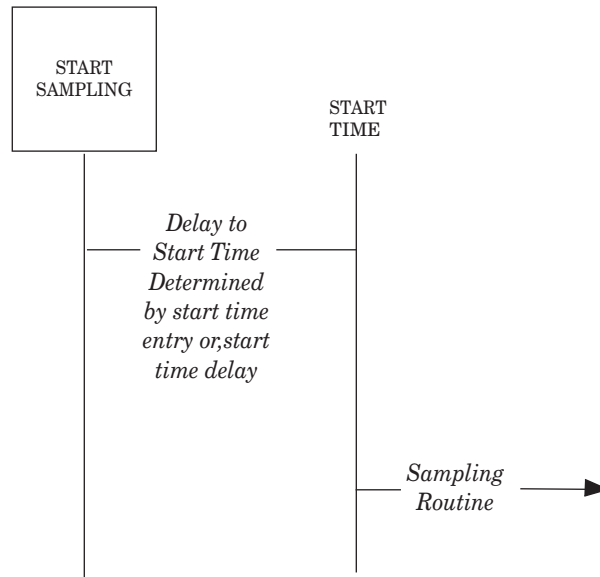 START
SAMPLING
START
TIME
Delay to
Start Time
Determined
by start time
entry or,start
time delay
Sampling
Routine